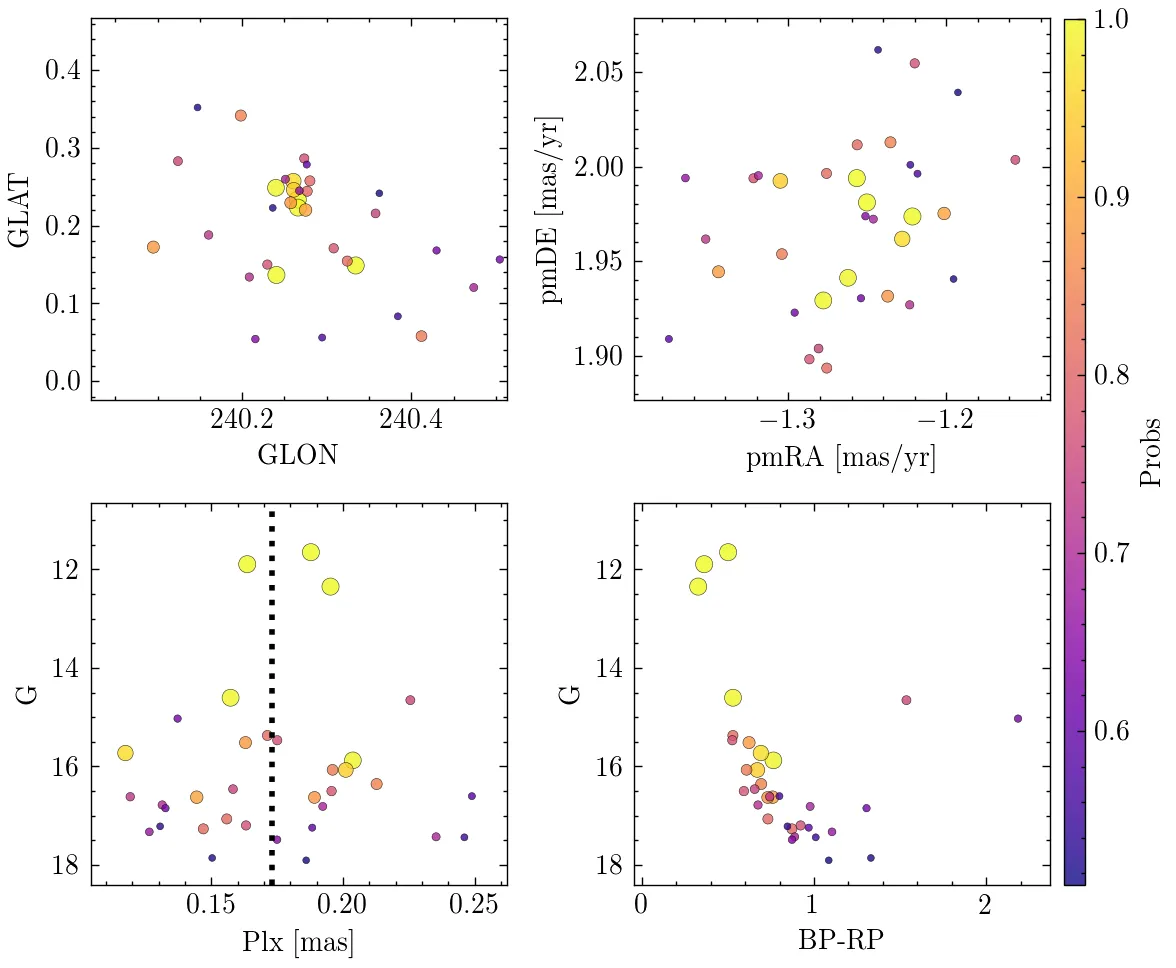 0.4
0.3
0.2
0.1
0.0
GLAT
240.2 240.4
GLON
2.05
2.00
1.95
1.90
pmDE [mas/yr]
−1.3 −1.2
pmRA [mas/yr]
12
14
16
18
G
0.15 0.20 0.25
Plx [mas]
12
14
16
18
G
0 1 2
BP-RP
1.0
0.9
0.8
0.7
0.6
Probs